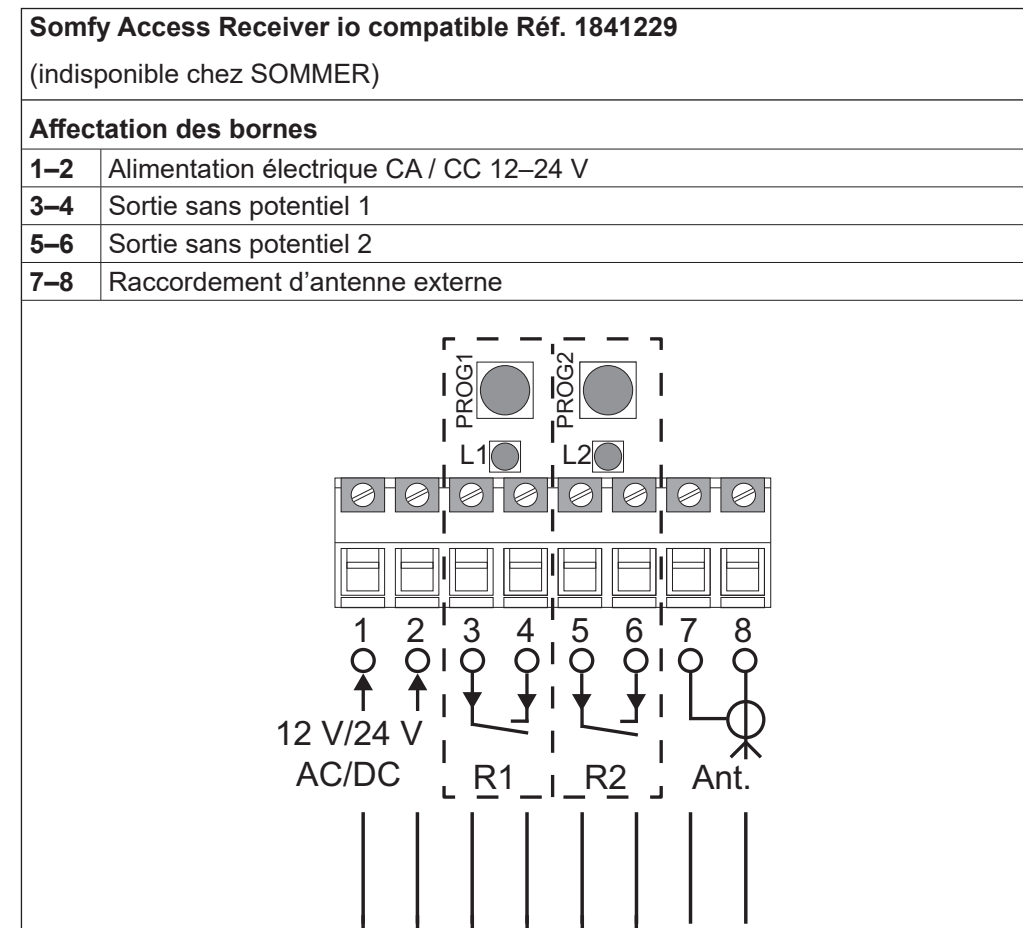 Somfy Access Receiver io compatible Réf. 1841229
(indisponible chez SOMMER)
Affectation des bornes
1–2 Alimentation électrique CA / CC 12–24 V
3–4 Sortie sans potentiel 1
5–6 Sortie sans potentiel 2
7–8 Raccordement d’antenne externe
PROG1 PROG2
L1 L2
1 2 3 4 5 6 7 8
12 V/24 V
AC/DC R1 R2 Ant.